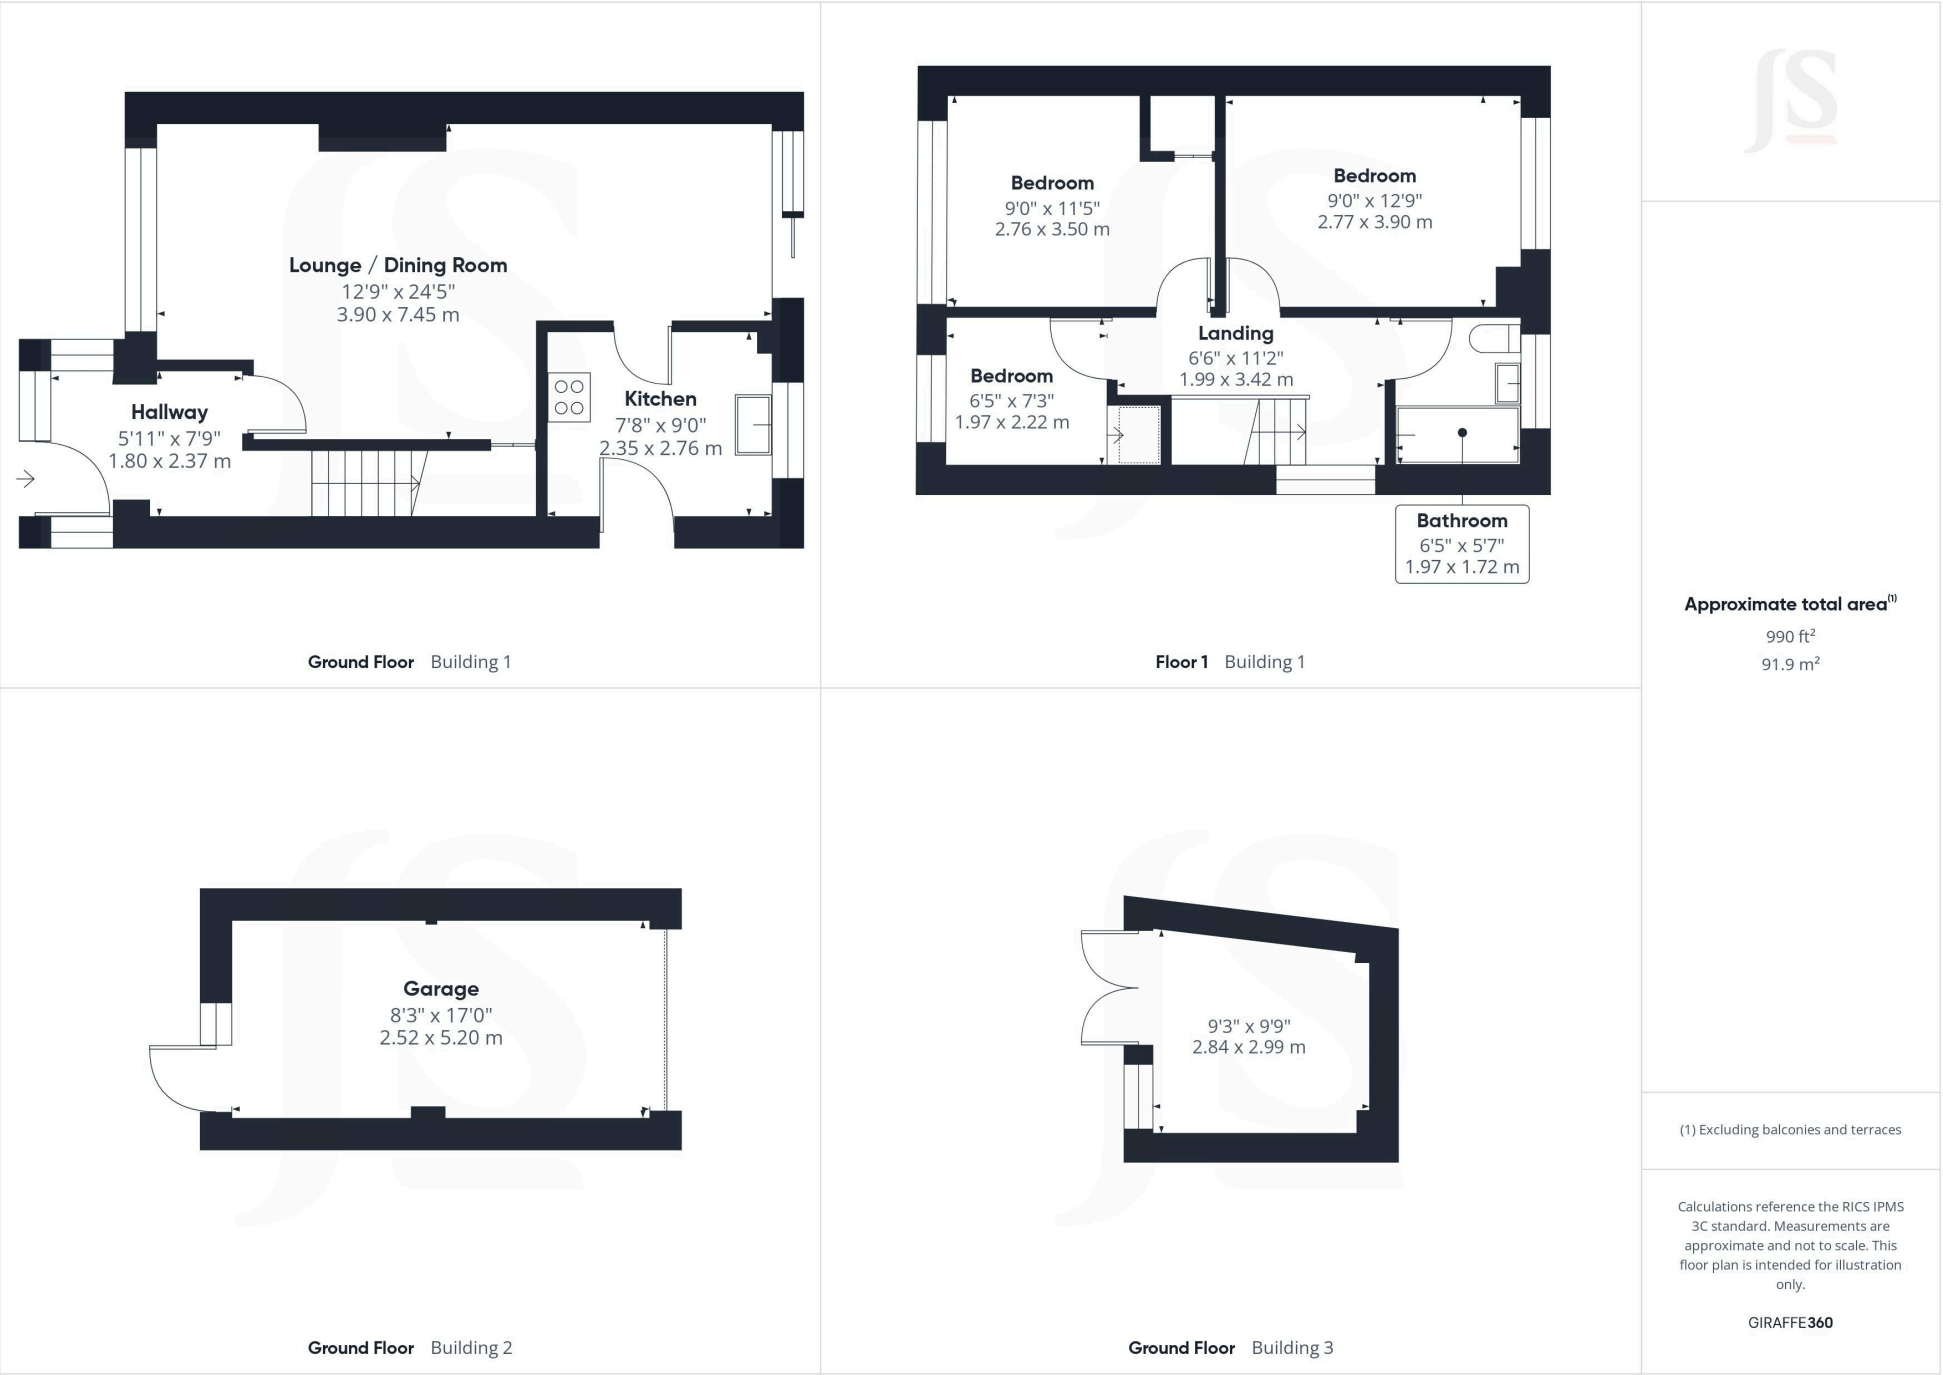 Lounge / Dining Room
12'9" x 24'5"
3.90 x 7.45 m
Hallway
5'11" x 7'9"
1.80 x 2.37 m
Kitchen
7'8" x 9'0"
2.35 x 2.76 m
Ground Floor Building 1
Bedroom
9'0" x 11'5"
2.76 x 3.50 m
Bedroom
9'0" x 12'9"
2.77 x 3.90 m
Landing
6'6" x 11'2"
1.99 x 3.42 m
Bedroom
6'5" x 7'3"
1.97 x 2.22 m
Bathroom
6'5" x 5'7"
1.97 x 1.72 m
Floor 1 Building 1
Garage
8'3" x 17'0"
2.52 x 5.20 m
Ground Floor Building 2
9'3" x 9'9"
2.84 x 2.99 m
Ground Floor Building 3
JS
Approximate total area(1)
990 ft²
91.9 m²
(1) Excluding balconies and terraces
Calculations reference the RICS IPMS
3C standard. Measurements are
approximate and not to scale. This
floor plan is intended for illustration
only.
GIRAFFE360